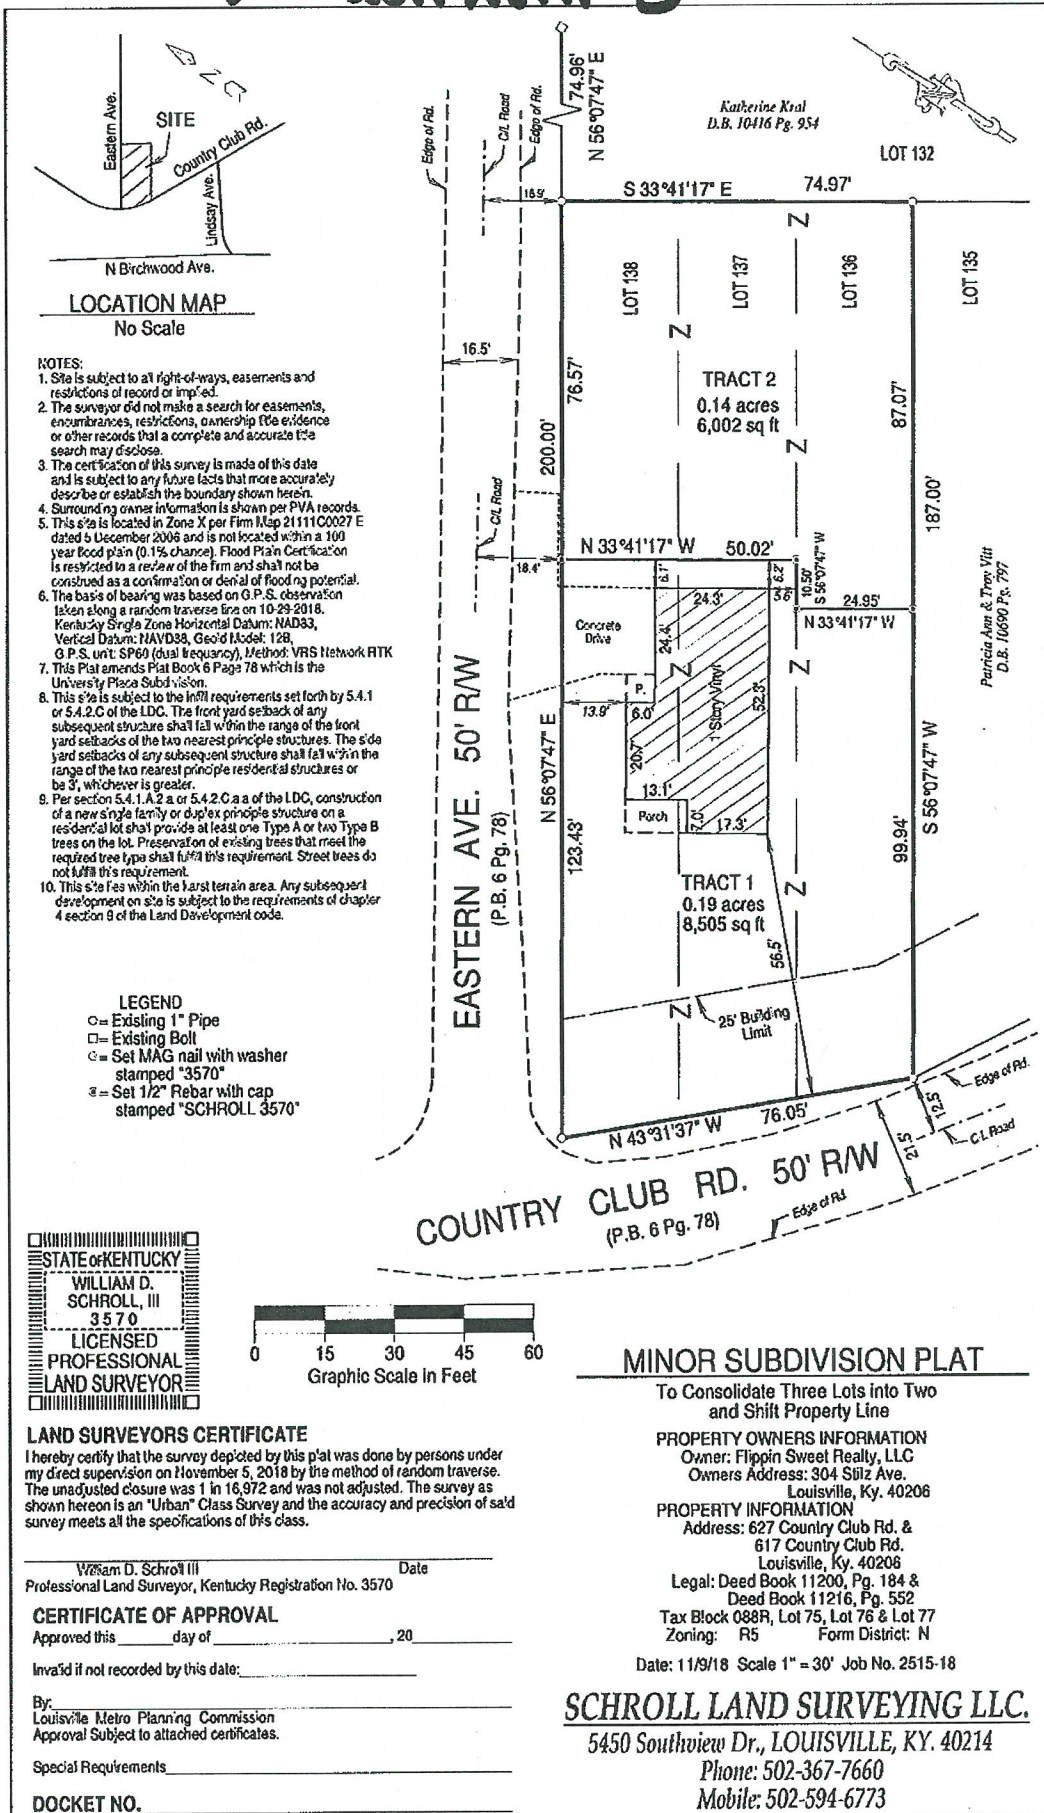 Eastern Ave.
SITE
Country Club Rd.
Lindsay Ave.
N Birchwood Ave.
LOCATION MAP
No Scale
NOTES:
1. Site is subject to all right-of-ways, easements and
restrictions of record or implied.
2. The surveyor did not make a search for easements,
encumbrances, restrictions, ownership title evidence
or other records that a complete and accurate title
search may disclose.
3. The certification of this survey is made of this date
and is subject to any future facts that more accurately
describe or establish the boundary shown herein.
4. Surrounding owner information is shown per PVA records.
5. This site is located in Zone X per Firm Map 21111C0027 E
dated 5 December 2006 and is not located within a 100
year flood plain (0.1% chance). Flood Plain Certification
is restricted to a review of the firm and shall not be
construed as a confirmation or denial of flooding potential.
6. The basis of bearing was based on G.P.S. observation
taken along a random traverse line on 10-29-2018.
Kentucky Single Zone Horizontal Datum: NAD83,
Vertical Datum: NAVD38, Geoid Model: 12B,
G.P.S. unit: SP60 (dual frequency), Method: VRS Network RTK
7. This Plat amends Plat Book 6 Page 78 which is the
University Place Subdivision.
8. This site is subject to the infill requirements set forth by 5.4.1
or 5.4.2.C of the LDC. The front yard setback of any
subsequent structure shall fall within the range of the front
yard setbacks of the two nearest principle structures. The side
yard setbacks of any subsequent structure shall fall within the
range of the two nearest principle residential structures or
be 3', whichever is greater.
9. Per section 5.4.1.A.2 a or 5.4.2.C.a a of the LDC, construction
of a new single family or duplex principle structure on a
residential lot shall provide at least one Type A or two Type B
trees on the lot. Preservation of existing trees that meet the
required tree type shall fulfill this requirement. Street trees do
not fulfill this requirement.
10. This site lies within the karst terrain area. Any subsequent
development on site is subject to the requirements of chapter
4 section 9 of the Land Development code.
LEGEND
= Existing 1" Pipe
= Existing Bolt
= Set MAG nail with washer
stamped "3570"
= Set 1/2" Rebar with cap
stamped "SCHROLL 3570"
Edge of Rd.
C/L Road
Edge of Rd.
N 56°07'47" E
74.96'
Katherine Kral
D.B. 10416 Pg. 954
LOT 132
16.9'
S 33°41'17" E 74.97'
LOT 138
LOT 137
LOT 136
LOT 135
Z
Z
16.5'
76.57'
200.00'
TRACT 2
0.14 acres
6,002 sq ft
Z
87.07'
187.00'
C/L Road
18.4'
N 33°41'17" W 50.02'
6.1'
6.2'
5.6'
10.50'
S 56°07'47" W
24.95'
N 33°41'17" W
24.3'
Concrete
Drive
24.4'
Z
Z
1 Story Vinyl
52.3'
P.
13.9'
6.0'
20.7'
13.1'
Porch
7.0'
17.3'
Patricia Ann & Troy Vitt
D.B. 10690 Pg. 797
EASTERN AVE. 50' R/W
(P.B. 6 Pg. 78)
N 56°07'47" E
123.43'
S 56°07'47" W
99.94'
TRACT 1
0.19 acres
8,505 sq ft
Z
56.5'
Z
25' Building
Limit
N 43°31'37" W 76.05'
Edge of Rd.
12.5
C-L Road
21.5'
COUNTRY CLUB RD. 50' R/W
(P.B. 6 Pg. 78)
Edge of Rd.
STATE of KENTUCKY
WILLIAM D.
SCHROLL, III
3570
LICENSED
PROFESSIONAL
LAND SURVEYOR
0 15 30 45 60
Graphic Scale In Feet
LAND SURVEYORS CERTIFICATE
I hereby certify that the survey depicted by this plat was done by persons under
my direct supervision on November 5, 2018 by the method of random traverse.
The unadjusted closure was 1 in 16,972 and was not adjusted. The survey as
shown hereon is an "Urban" Class Survey and the accuracy and precision of said
survey meets all the specifications of this class.
William D. Schroll III Date
Professional Land Surveyor, Kentucky Registration No. 3570
CERTIFICATE OF APPROVAL
Approved this ______day of ____________________, 20____________
Invalid if not recorded by this date:____________________
By:____________________
Louisville Metro Planning Commission
Approval Subject to attached certificates.
Special Requirements____________________
DOCKET NO.____________________
MINOR SUBDIVISION PLAT
To Consolidate Three Lots into Two
and Shift Property Line
PROPERTY OWNERS INFORMATION
Owner: Flippin Sweet Realty, LLC
Owners Address: 304 Stilz Ave.
Louisville, Ky. 40206
PROPERTY INFORMATION
Address: 627 Country Club Rd. &
617 Country Club Rd.
Louisville, Ky. 40206
Legal: Deed Book 11200, Pg. 184 &
Deed Book 11216, Pg. 552
Tax Block 088R, Lot 75, Lot 76 & Lot 77
Zoning: R5 Form District: N
Date: 11/9/18 Scale 1" = 30' Job No. 2515-18
SCHROLL LAND SURVEYING LLC.
5450 Southview Dr., LOUISVILLE, KY. 40214
Phone: 502-367-7660
Mobile: 502-594-6773